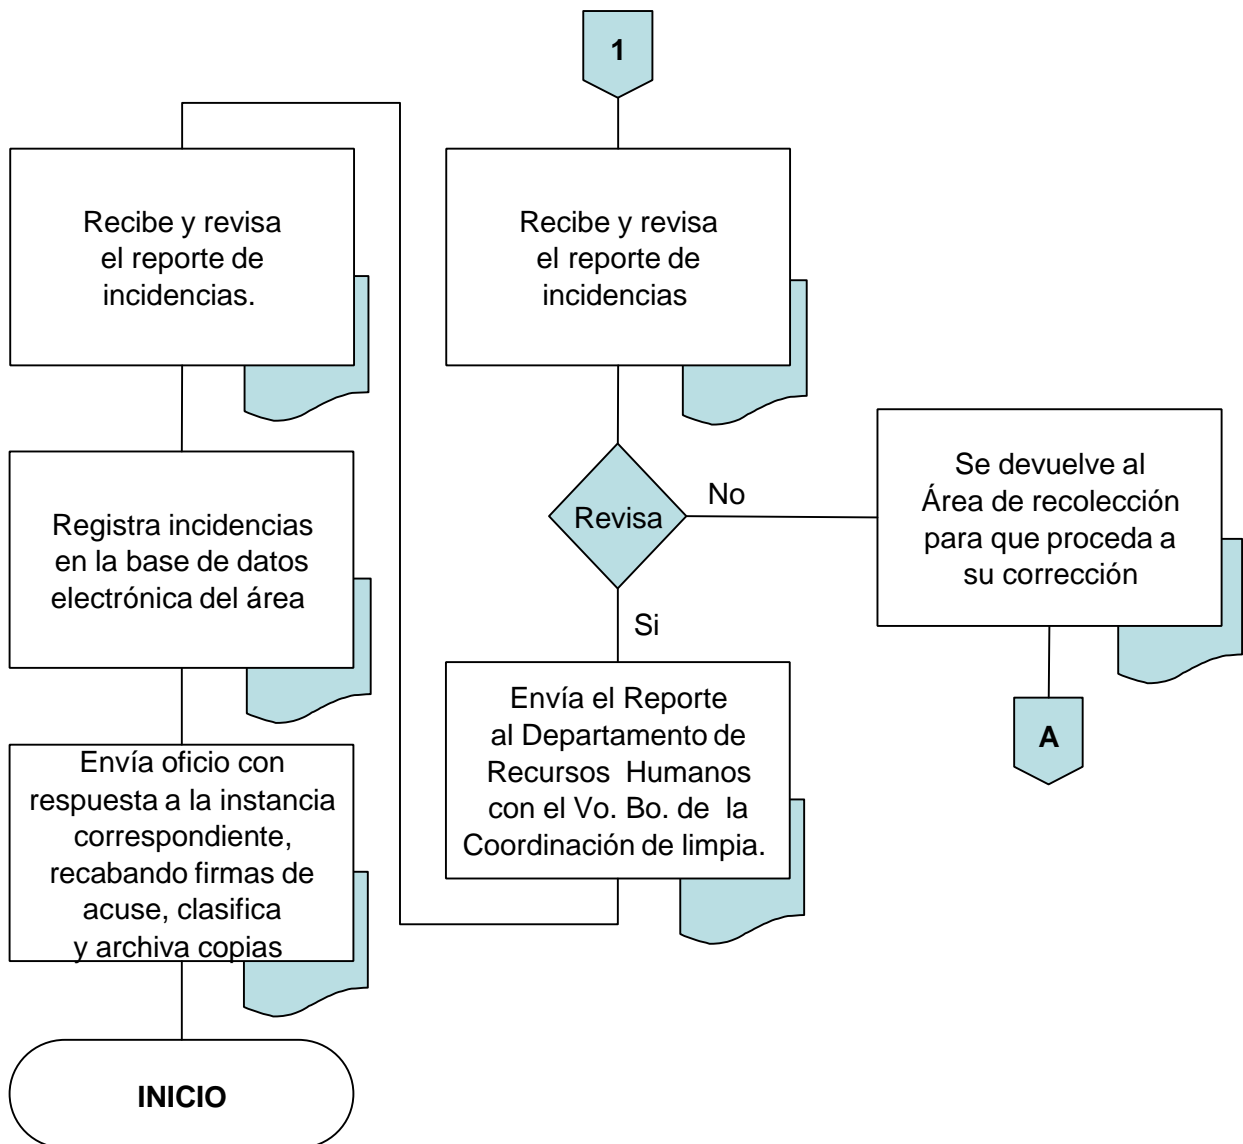 1
Recibe y revisa
el reporte de
incidencias.
Recibe y revisa
el reporte de
incidencias
Revisa
No
Se devuelve al
Área de recolección
para que proceda a
su corrección
A
Si
Envía el Reporte
al Departamento de
Recursos Humanos
con el Vo. Bo. de la
Coordinación de limpia.
Registra incidencias
en la base de datos
electrónica del área
Envía oficio con
respuesta a la instancia
correspondiente,
recabando firmas de
acuse, clasifica
y archiva copias
INICIO